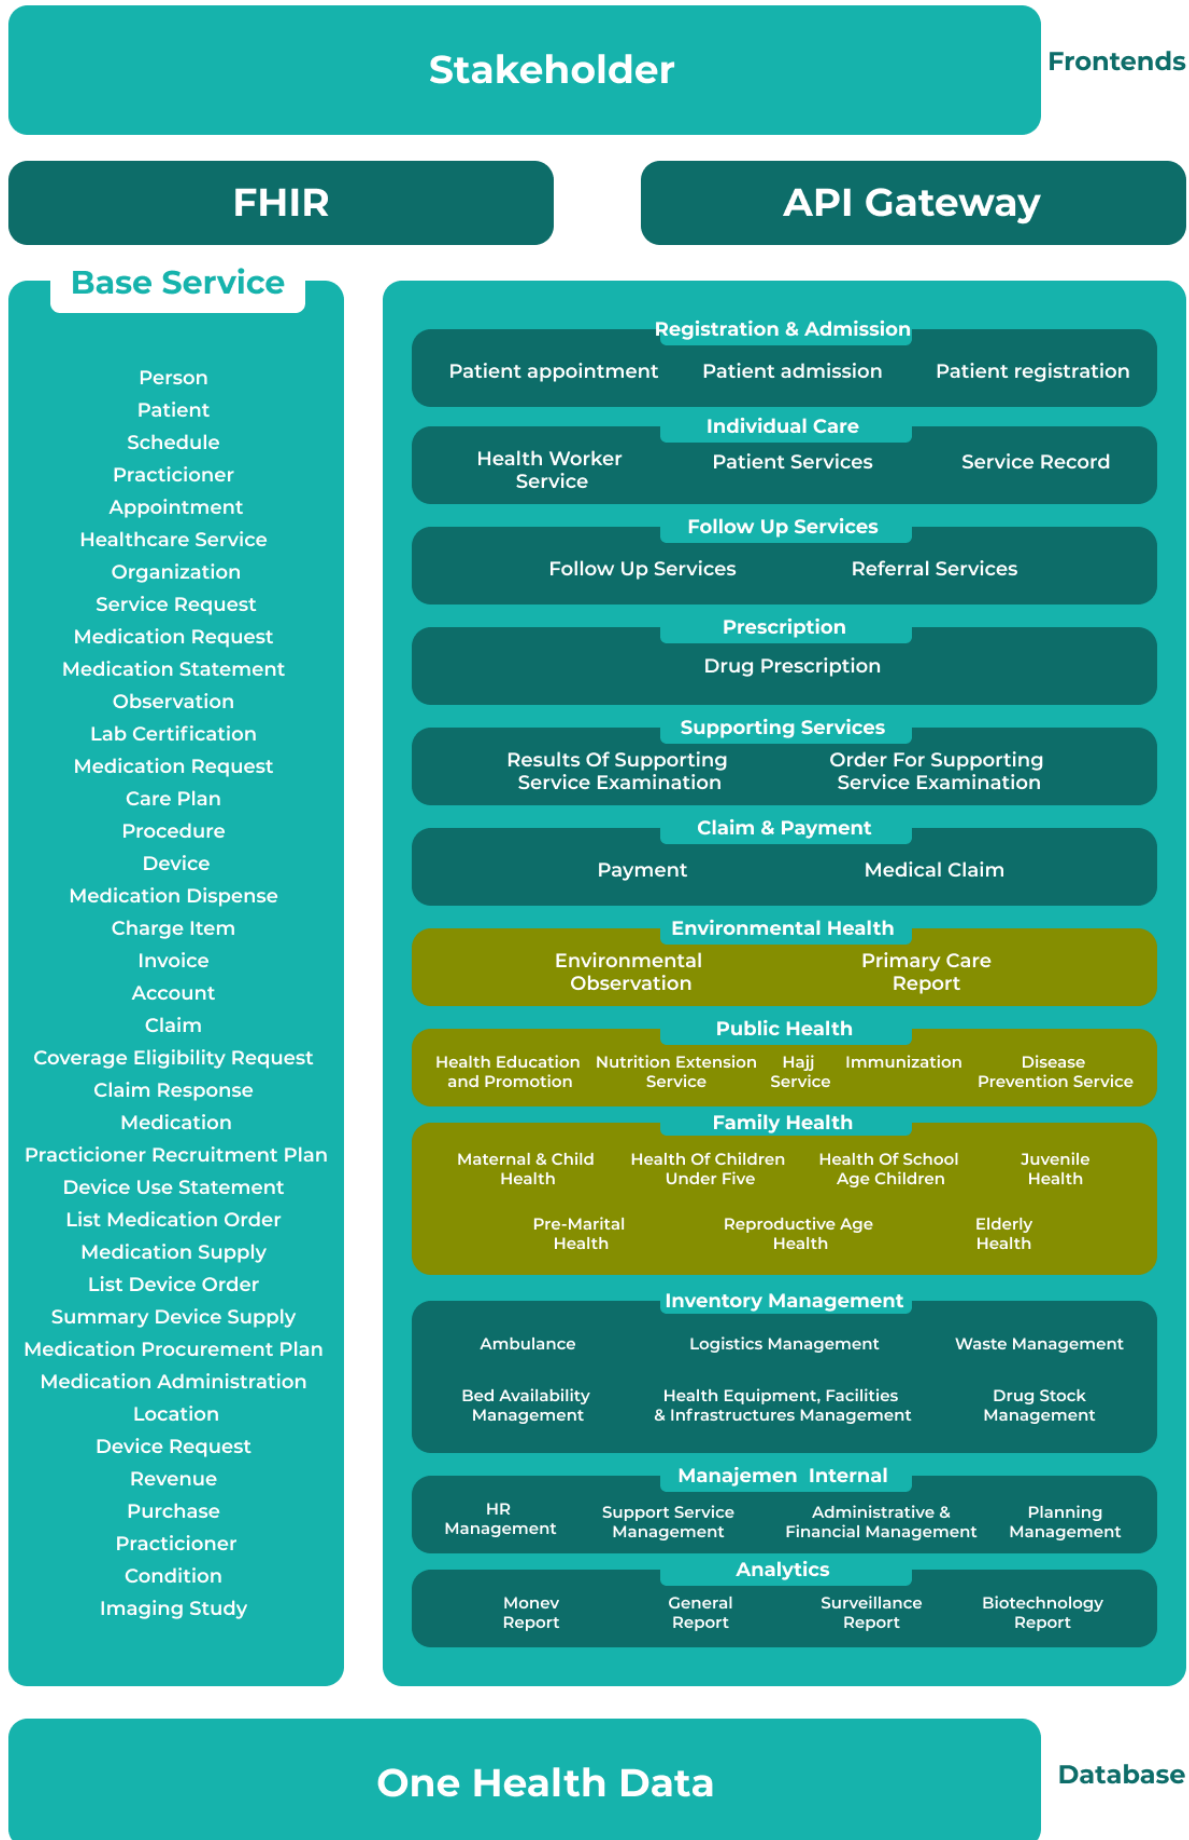 Stakeholder
Frontends
FHIR
API Gateway
Base Service
Person
Patient
Schedule
Practicioner
Appointment
Healthcare Service
Organization
Service Request
Medication Request
Medication Statement
Observation
Lab Certification
Medication Request
Care Plan
Procedure
Device
Medication Dispense
Charge Item
Invoice
Account
Claim
Coverage Eligibility Request
Claim Response
Medication
Practicioner Recruitment Plan
Device Use Statement
List Medication Order
Medication Supply
List Device Order
Summary Device Supply
Medication Procurement Plan
Medication Administration
Location
Device Request
Revenue
Purchase
Practicioner
Condition
Imaging Study
Registration & Admission
Patient appointment
Patient admission
Patient registration
Individual Care
Health Worker
Service
Patient Services
Service Record
Follow Up Services
Follow Up Services
Referral Services
Prescription
Drug Prescription
Supporting Services
Results Of Supporting
Service Examination
Order For Supporting
Service Examination
Claim & Payment
Payment
Medical Claim
Environmental Health
Environmental
Observation
Primary Care
Report
Public Health
Health Education
and Promotion
Nutrition Extension
Service
Hajj
Service
Immunization
Disease
Prevention Service
Family Health
Maternal & Child
Health
Health Of Children
Under Five
Health Of School
Age Children
Juvenile
Health
Pre-Marital
Health
Reproductive Age
Health
Elderly
Health
Inventory Management
Ambulance
Logistics Management
Waste Management
Bed Availability
Management
Health Equipment, Facilities
& Infrastructures Management
Drug Stock
Management
Manajemen Internal
HR
Management
Support Service
Management
Administrative &
Financial Management
Planning
Management
Analytics
Monev
Report
General
Report
Surveillance
Report
Biotechnology
Report
One Health Data
Database